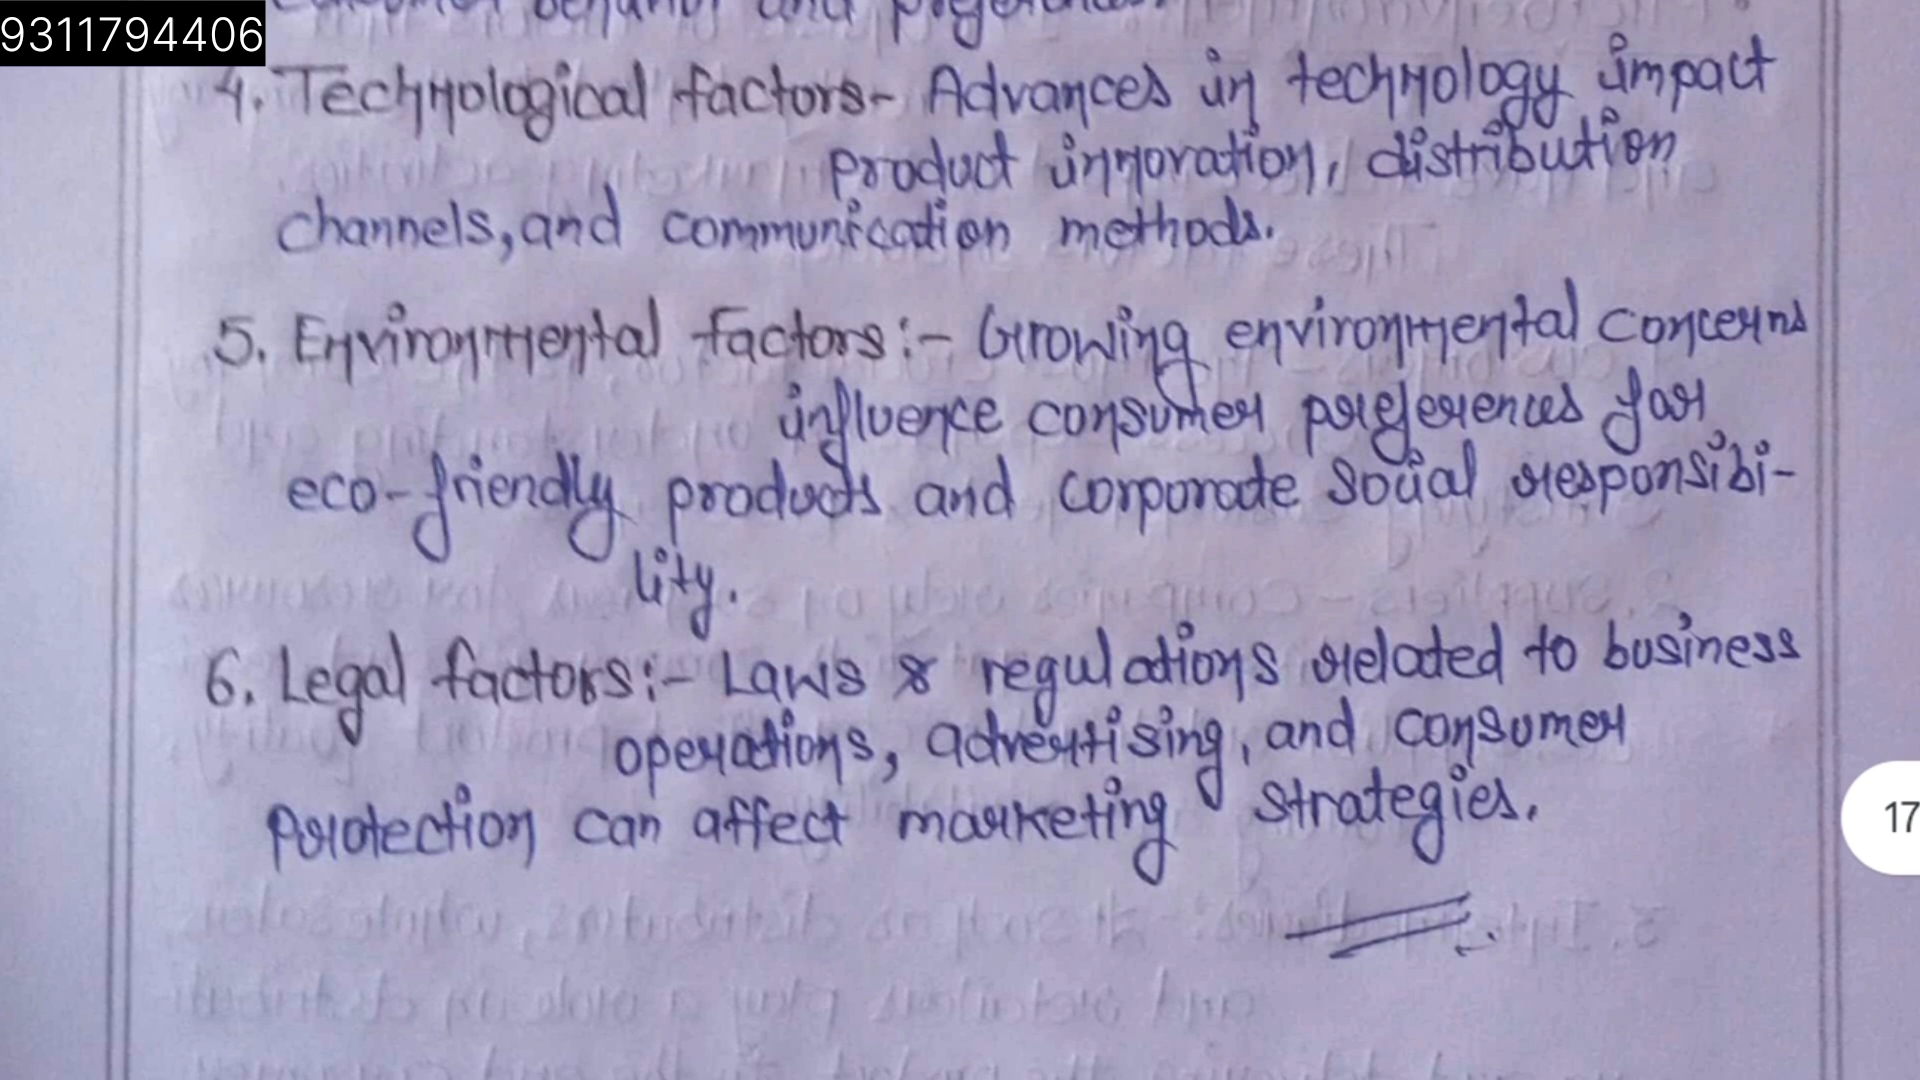 9311794406
4. Technological factors- Advances in technology impact
product innovation, distribution
channels, and communication methods.
5. Environmental factors:- Growing environmental concerns
influence consumer preferences for
eco-friendly products and corporate social responsibi-
lity.
6. Legal factors:- Laws & regulations related to business
operations, advertising, and consumer
protection can affect marketing strategies.
17